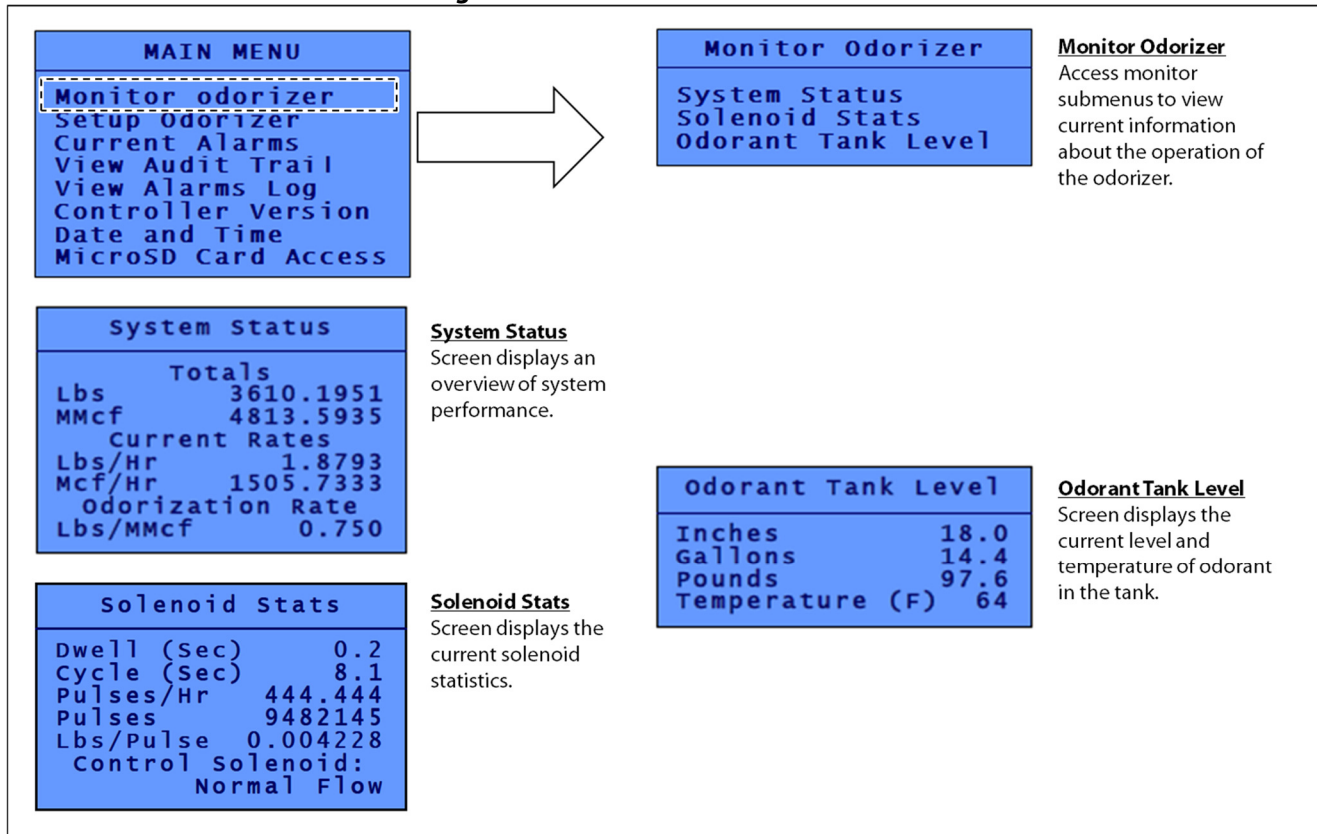 MAIN MENU
Monitor odorizer
Setup Odorizer
Current Alarms
View Audit Trail
View Alarms Log
Controller Version
Date and Time
MicroSD Card Access
Monitor Odorizer
System Status
Solenoid Stats
Odorant Tank Level
Monitor Odorizer
Access monitor
submenus to view
current information
about the operation of
the odorizer.
System Status
Totals
Lbs 3610.1951
MMcf 4813.5935
Current Rates
Lbs/Hr 1.8793
Mcf/Hr 1505.7333
Odorization Rate
Lbs/MMcf 0.750
System Status
Screen displays an
overview of system
performance.
Odorant Tank Level
Inches 18.0
Gallons 14.4
Pounds 97.6
Temperature (F) 64
Odorant Tank Level
Screen displays the
current level and
temperature of odorant
in the tank.
Solenoid Stats
Dwell (Sec) 0.2
Cycle (Sec) 8.1
Pulses/Hr 444.444
Pulses 9482145
Lbs/Pulse 0.004228
Control Solenoid:
Normal Flow
Solenoid Stats
Screen displays the
current solenoid
statistics.